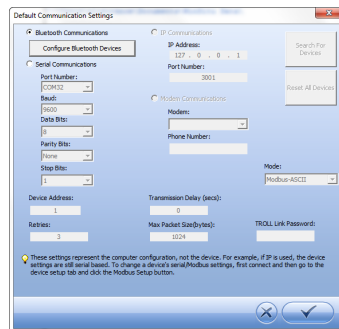 Default Communication Settings
Bluetooth Communications
Configure Bluetooth Devices
Serial Communications
Port Number:
COM32
Baud:
9600
Data Bits:
8
Parity Bits:
None
Stop Bits:
1
IP Communications
IP Address:
127 . 0 . 0 . 1
Port Number:
3001
Modem Communications
Modem:
Phone Number:
Search For
Devices
Reset All Devices
Mode:
Modbus-ASCII
Device Address:
1
Transmission Delay (secs):
0
Retries:
3
Max Packet Size(bytes):
1024
TROLL Link Password:
These settings represent the computer configuration, not the device. For example, if IP is used, the device
settings are still serial based. To change a device's serial/Modbus settings, first connect and then go to the
device setup tab and click the Modbus Setup button.